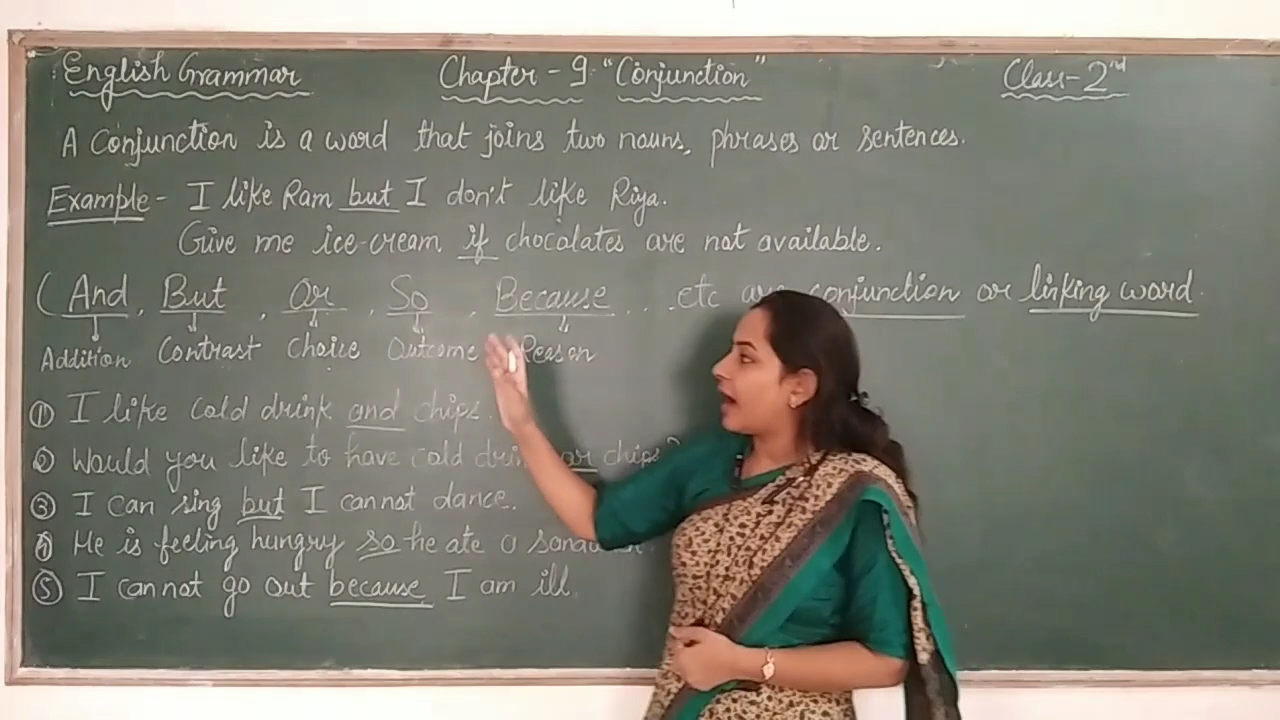 English Grammar Chapter - 9 "Conjunction" Class - 2nd
A Conjunction is a word that joins two nouns, phrases or sentences.
Example - I like Ram but I don't like Riya.
Give me ice-cream if chocolates are not available.
(And, But, Or, So, Because...etc are conjunction or linking word.
Addition Contrast Choice Outcome Reason
① I like cold drink and chips.
② Would you like to have cold or chips?
③ I can sing but I cannot dance.
④ He is feeling hungry so he ate a
⑤ I cannot go out because I am ill.